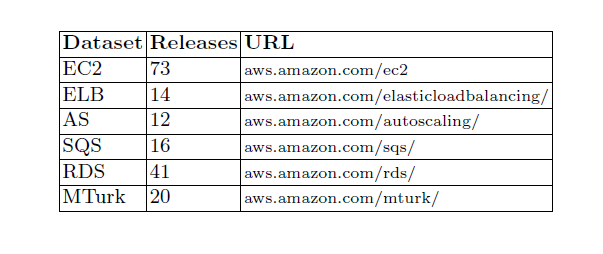 Dataset Releases URL
EC2 73 aws.amazon.com/ec2
ELB 14 aws.amazon.com/elasticloadbalancing/
AS 12 aws.amazon.com/autoscaling/
SQS 16 aws.amazon.com/sqs/
RDS 41 aws.amazon.com/rds/
MTurk 20 aws.amazon.com/mturk/